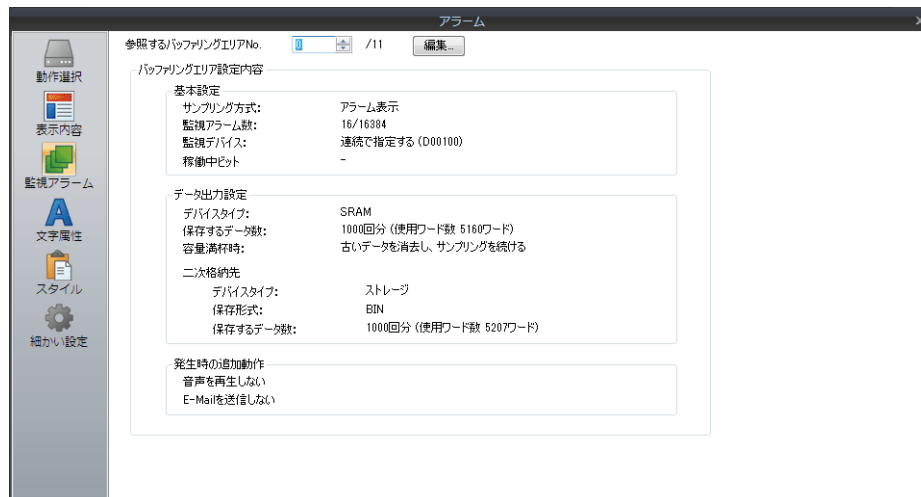 アラーム
参照するバッファリングエリアNo. 0 /11 編集...
動作選択
表示内容
監視アラーム
文字属性
スタイル
細かい設定
バッファリングエリア設定内容
基本設定
サンプリング方式: アラーム表示
監視アラーム数: 16/16384
監視デバイス: 連続で指定する (D00100)
稼働中ビット -
データ出力設定
デバイスタイプ: SRAM
保存するデータ数: 1000回分 (使用ワード数 5160ワード)
容量満杯時: 古いデータを消去し、サンプリングを続ける
二次格納先
デバイスタイプ: ストレージ
保存形式: BIN
保存するデータ数: 1000回分 (使用ワード数 5207ワード)
発生時の追加動作
音声を再生しない
E-Mailを送信しない